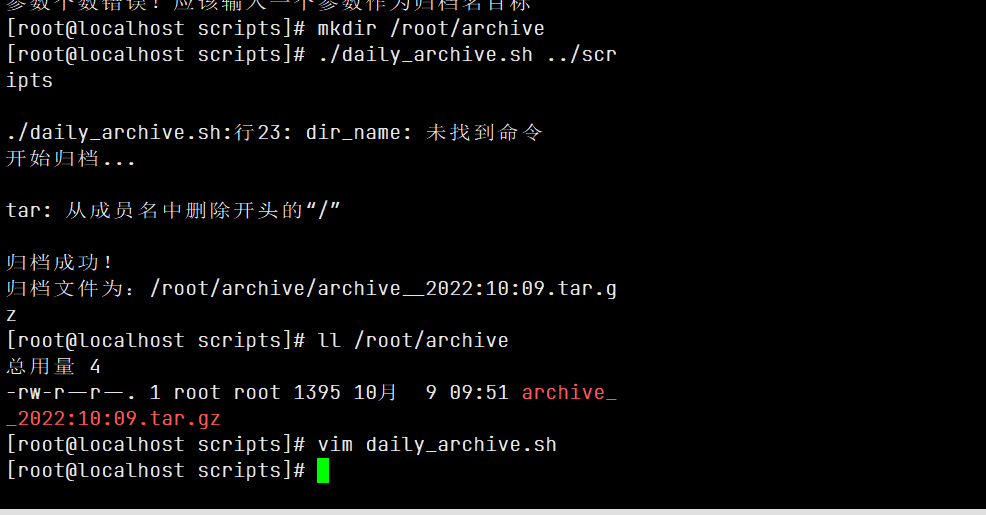 参数个数错误！应该输入一个参数作为归档名目标
[root@localhost scripts]# mkdir /root/archive
[root@localhost scripts]# ./daily_archive.sh ../scr
ipts
./daily_archive.sh:行23: dir_name: 未找到命令
开始归档...
tar: 从成员名中删除开头的“/”
归档成功！
归档文件为：/root/archive/archive__2022:10:09.tar.g
z
[root@localhost scripts]# ll /root/archive
总用量 4
-rw-r--r--. 1 root root 1395 10月  9 09:51 archive_
_2022:10:09.tar.gz
[root@localhost scripts]# vim daily_archive.sh
[root@localhost scripts]#